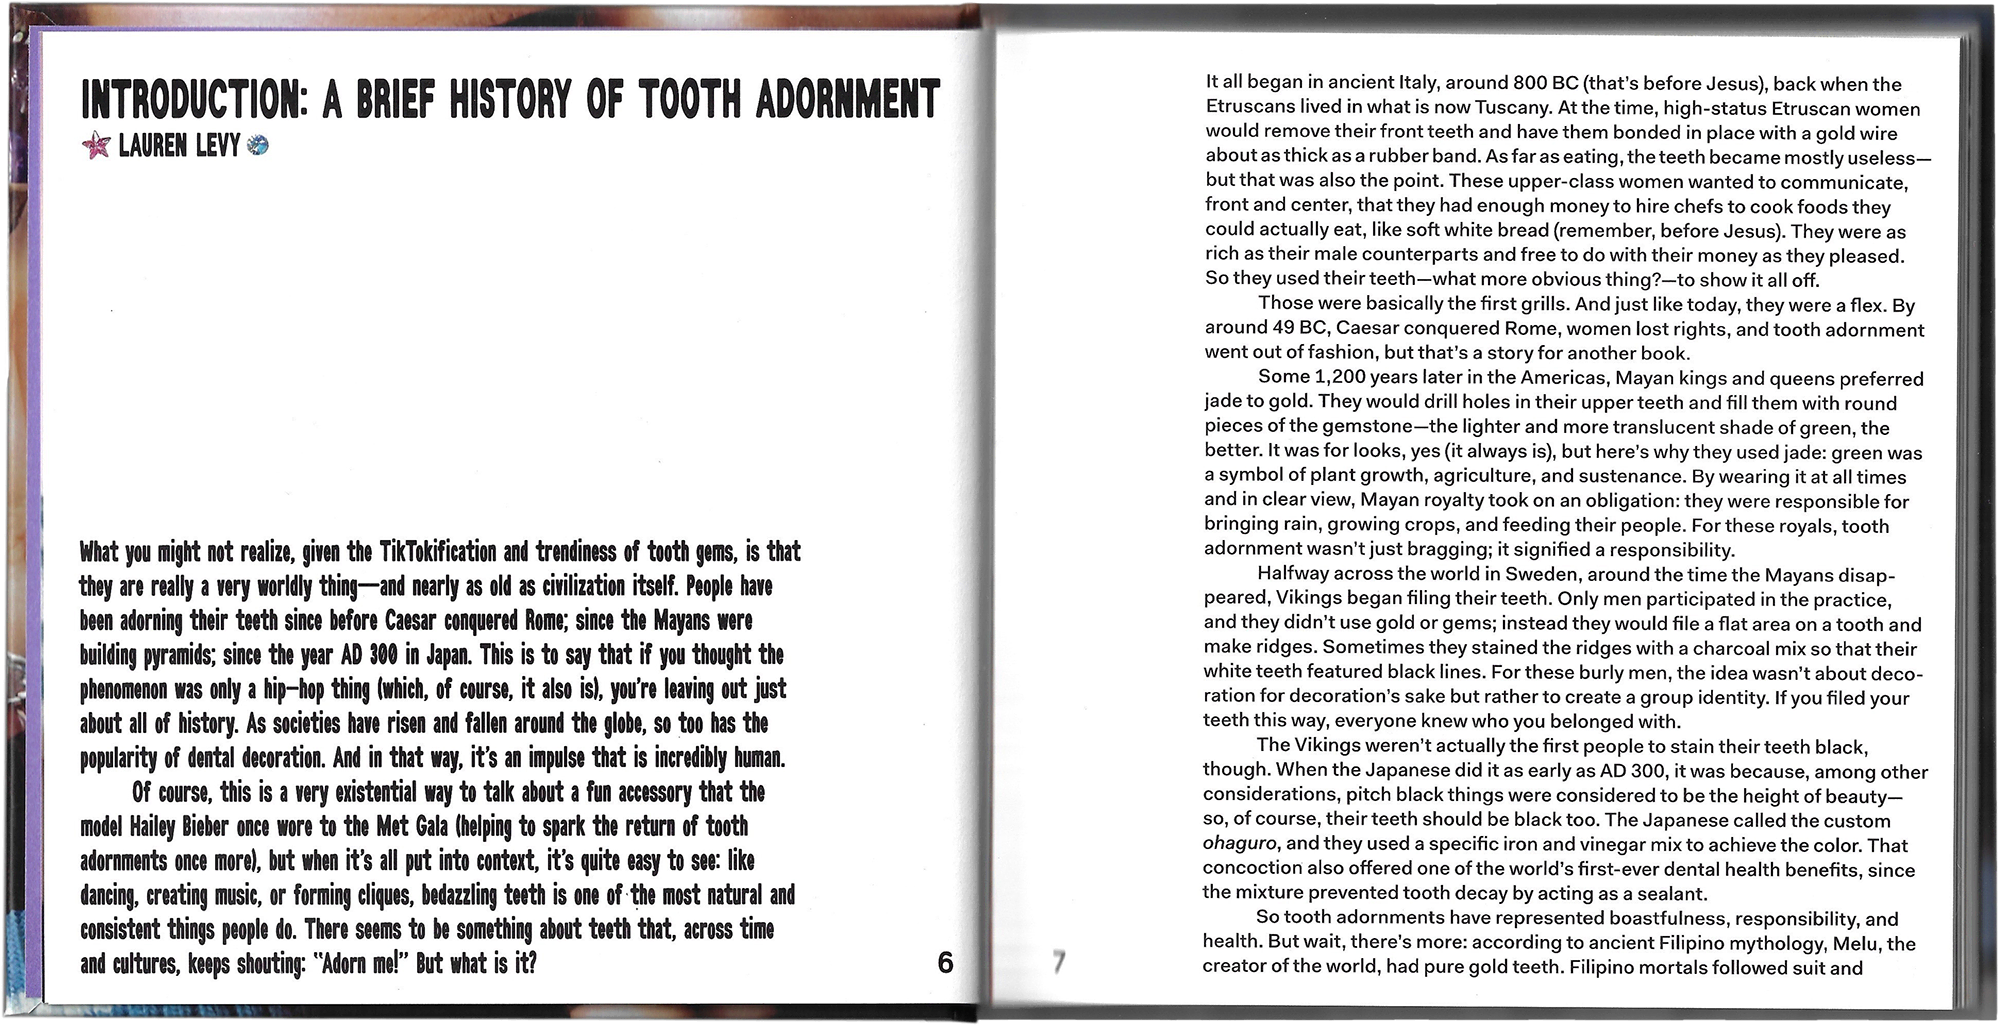 INTRODUCTION: A BRIEF HISTORY OF TOOTH ADORNMENT
LAUREN LEVY
What you might not realize, given the TikTokification and trendiness of tooth gems, is that
they are really a very worldly thing—and nearly as old as civilization itself. People have
been adorning their teeth since before Caesar conquered Rome; since the Mayans were
building pyramids; since the year AD 300 in Japan. This is to say that if you thought the
phenomenon was only a hip-hop thing (which, of course, it also is), you're leaving out just
about all of history. As societies have risen and fallen around the globe, so too has the
popularity of dental decoration. And in that way, it's an impulse that is incredibly human.
Of course, this is a very existential way to talk about a fun accessory that the
model Hailey Bieber once wore to the Met Gala (helping to spark the return of tooth
adornments once more), but when it's all put into context, it's quite easy to see: like
dancing, creating music, or forming cliques, bedazzling teeth is one of the most natural and
consistent things people do. There seems to be something about teeth that, across time
and cultures, keeps shouting: "Adorn me!" But what is it?
6
7
It all began in ancient Italy, around 800 BC (that's before Jesus), back when the
Etruscans lived in what is now Tuscany. At the time, high-status Etruscan women
would remove their front teeth and have them bonded in place with a gold wire
about as thick as a rubber band. As far as eating, the teeth became mostly useless—
but that was also the point. These upper-class women wanted to communicate,
front and center, that they had enough money to hire chefs to cook foods they
could actually eat, like soft white bread (remember, before Jesus). They were as
rich as their male counterparts and free to do with their money as they pleased.
So they used their teeth—what more obvious thing?—to show it all off.
Those were basically the first grills. And just like today, they were a flex. By
around 49 BC, Caesar conquered Rome, women lost rights, and tooth adornment
went out of fashion, but that's a story for another book.
Some 1,200 years later in the Americas, Mayan kings and queens preferred
jade to gold. They would drill holes in their upper teeth and fill them with round
pieces of the gemstone—the lighter and more translucent shade of green, the
better. It was for looks, yes (it always is), but here's why they used jade: green was
a symbol of plant growth, agriculture, and sustenance. By wearing it at all times
and in clear view, Mayan royalty took on an obligation: they were responsible for
bringing rain, growing crops, and feeding their people. For these royals, tooth
adornment wasn't just bragging; it signified a responsibility.
Halfway across the world in Sweden, around the time the Mayans disap-
peared, Vikings began filing their teeth. Only men participated in the practice,
and they didn't use gold or gems; instead they would file a flat area on a tooth and
make ridges. Sometimes they stained the ridges with a charcoal mix so that their
white teeth featured black lines. For these burly men, the idea wasn't about deco-
ration for decoration's sake but rather to create a group identity. If you filed your
teeth this way, everyone knew who you belonged with.
The Vikings weren't actually the first people to stain their teeth black,
though. When the Japanese did it as early as AD 300, it was because, among other
considerations, pitch black things were considered to be the height of beauty—
so, of course, their teeth should be black too. The Japanese called the custom
ohaguro, and they used a specific iron and vinegar mix to achieve the color. That
concoction also offered one of the world's first-ever dental health benefits, since
the mixture prevented tooth decay by acting as a sealant.
So tooth adornments have represented boastfulness, responsibility, and
health. But wait, there's more: according to ancient Filipino mythology, Melu, the
creator of the world, had pure gold teeth. Filipino mortals followed suit and